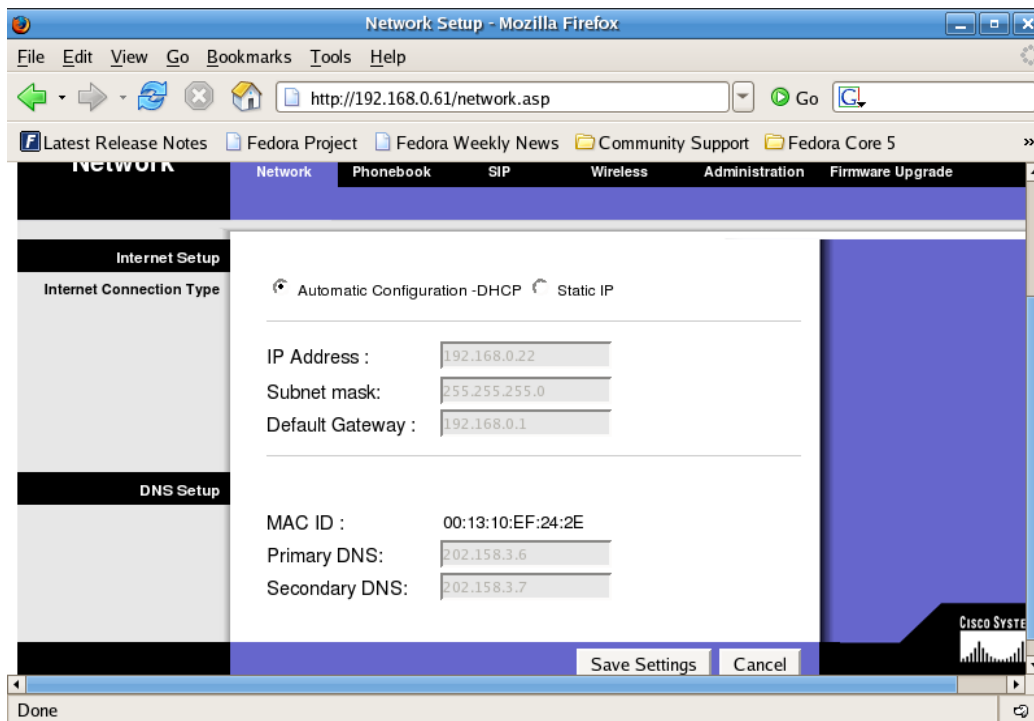 Network Setup - Mozilla Firefox
File Edit View Go Bookmarks Tools Help
http://192.168.0.61/network.asp Go G
Latest Release Notes Fedora Project Fedora Weekly News Community Support Fedora Core 5 »
Network Network Phonebook SIP Wireless Administration Firmware Upgrade
Internet Setup
Internet Connection Type Automatic Configuration -DHCP Static IP
IP Address : 192.168.0.22
Subnet mask: 255.255.255.0
Default Gateway : 192.168.0.1
DNS Setup
MAC ID : 00:13:10:EF:24:2E
Primary DNS: 202.158.3.6
Secondary DNS: 202.158.3.7
CISCO SYSTE
Save Settings Cancel
Done